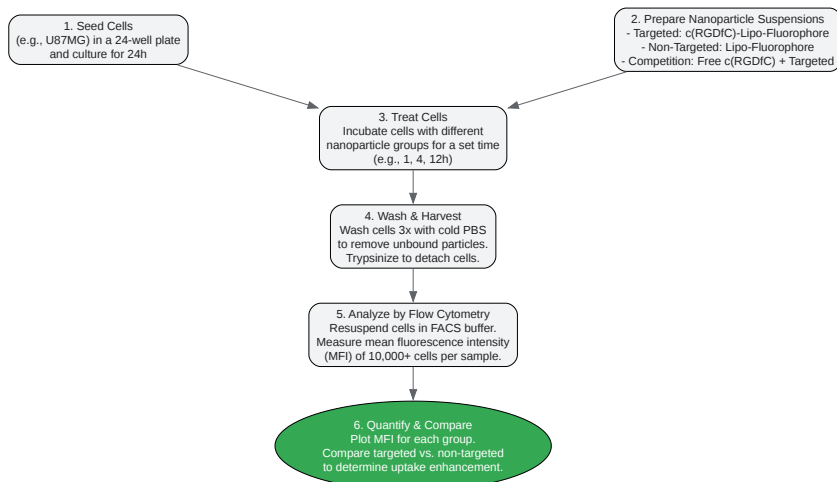 1. Seed Cells
(e.g., U87MG) in a 24-well plate
and culture for 24h
2. Prepare Nanoparticle Suspensions
- Targeted: c(RGDfC)-Lipo-Fluorophore
- Non-Targeted: Lipo-Fluorophore
- Competition: Free c(RGDfC) + Targeted
3. Treat Cells
Incubate cells with different
nanoparticle groups for a set time
(e.g., 1, 4, 12h)
4. Wash & Harvest
Wash cells 3x with cold PBS
to remove unbound particles.
Trypsinize to detach cells.
5. Analyze by Flow Cytometry
Resuspend cells in FACS buffer.
Measure mean fluorescence intensity
(MFI) of 10,000+ cells per sample.
6. Quantify & Compare
Plot MFI for each group.
Compare targeted vs. non-targeted
to determine uptake enhancement.